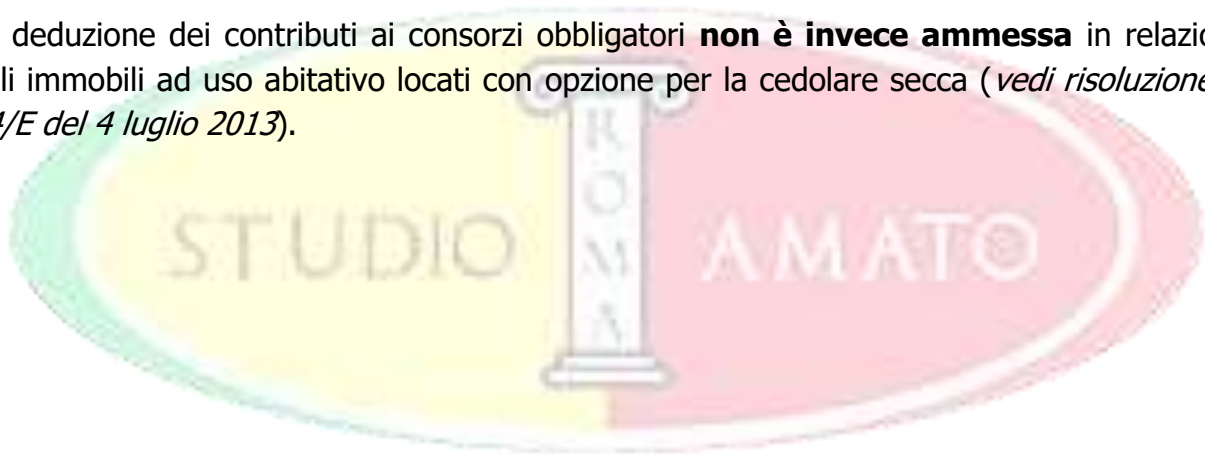 deduzione dei contributi ai consorzi obbligatori non è invece ammessa in relazio
li immobili ad uso abitativo locati con opzione per la cedolare secca (vedi risoluzione
4/E del 4 luglio 2013).
STUDIO ROMA AMATO